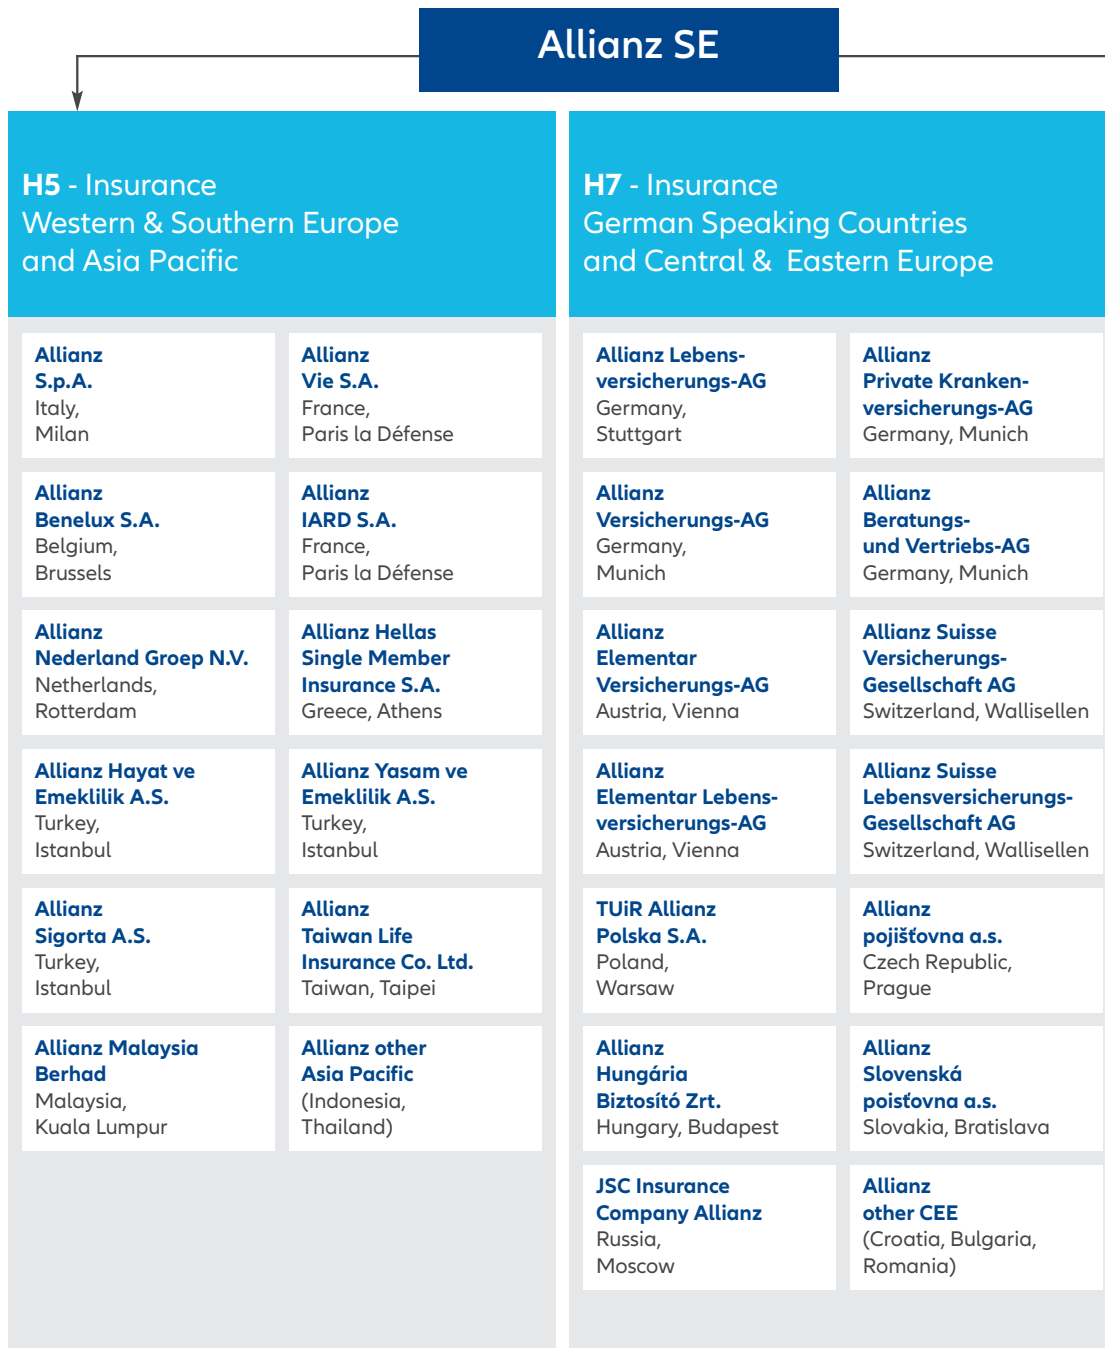 Allianz SE
H5 - Insurance
Western & Southern Europe
and Asia Pacific
Allianz
S.p.A.
Italy,
Milan
Allianz
Vie S.A.
France,
Paris la Défense
Allianz
Benelux S.A.
Belgium,
Brussels
Allianz
IARD S.A.
France,
Paris la Défense
Allianz
Nederland Groep N.V.
Netherlands,
Rotterdam
Allianz Hellas
Single Member
Insurance S.A.
Greece, Athens
Allianz Hayat ve
Emeklilik A.S.
Turkey,
Istanbul
Allianz Yasam ve
Emeklilik A.S.
Turkey,
Istanbul
Allianz
Sigorta A.S.
Turkey,
Istanbul
Allianz
Taiwan Life
Insurance Co. Ltd.
Taiwan, Taipei
Allianz Malaysia
Berhad
Malaysia,
Kuala Lumpur
Allianz other
Asia Pacific
(Indonesia,
Thailand)
H7 - Insurance
German Speaking Countries
and Central & Eastern Europe
Allianz Lebens-
versicherungs-AG
Germany,
Stuttgart
Allianz
Private Kranken-
versicherungs-AG
Germany, Munich
Allianz
Versicherungs-AG
Germany,
Munich
Allianz
Beratungs-
und Vertriebs-AG
Germany, Munich
Allianz
Elementar
Versicherungs-AG
Austria, Vienna
Allianz Suisse
Versicherungs-
Gesellschaft AG
Switzerland, Wallisellen
Allianz
Elementar Lebens-
versicherungs-AG
Austria, Vienna
Allianz Suisse
Lebensversicherungs-
Gesellschaft AG
Switzerland, Wallisellen
TUiR Allianz
Polska S.A.
Poland,
Warsaw
Allianz
pojišťovna a.s.
Czech Republic,
Prague
Allianz
Hungária
Biztosító Zrt.
Hungary, Budapest
Allianz
Slovenská
poisťovna a.s.
Slovakia, Bratislava
JSC Insurance
Company Allianz
Russia,
Moscow
Allianz
other CEE
(Croatia, Bulgaria,
Romania)